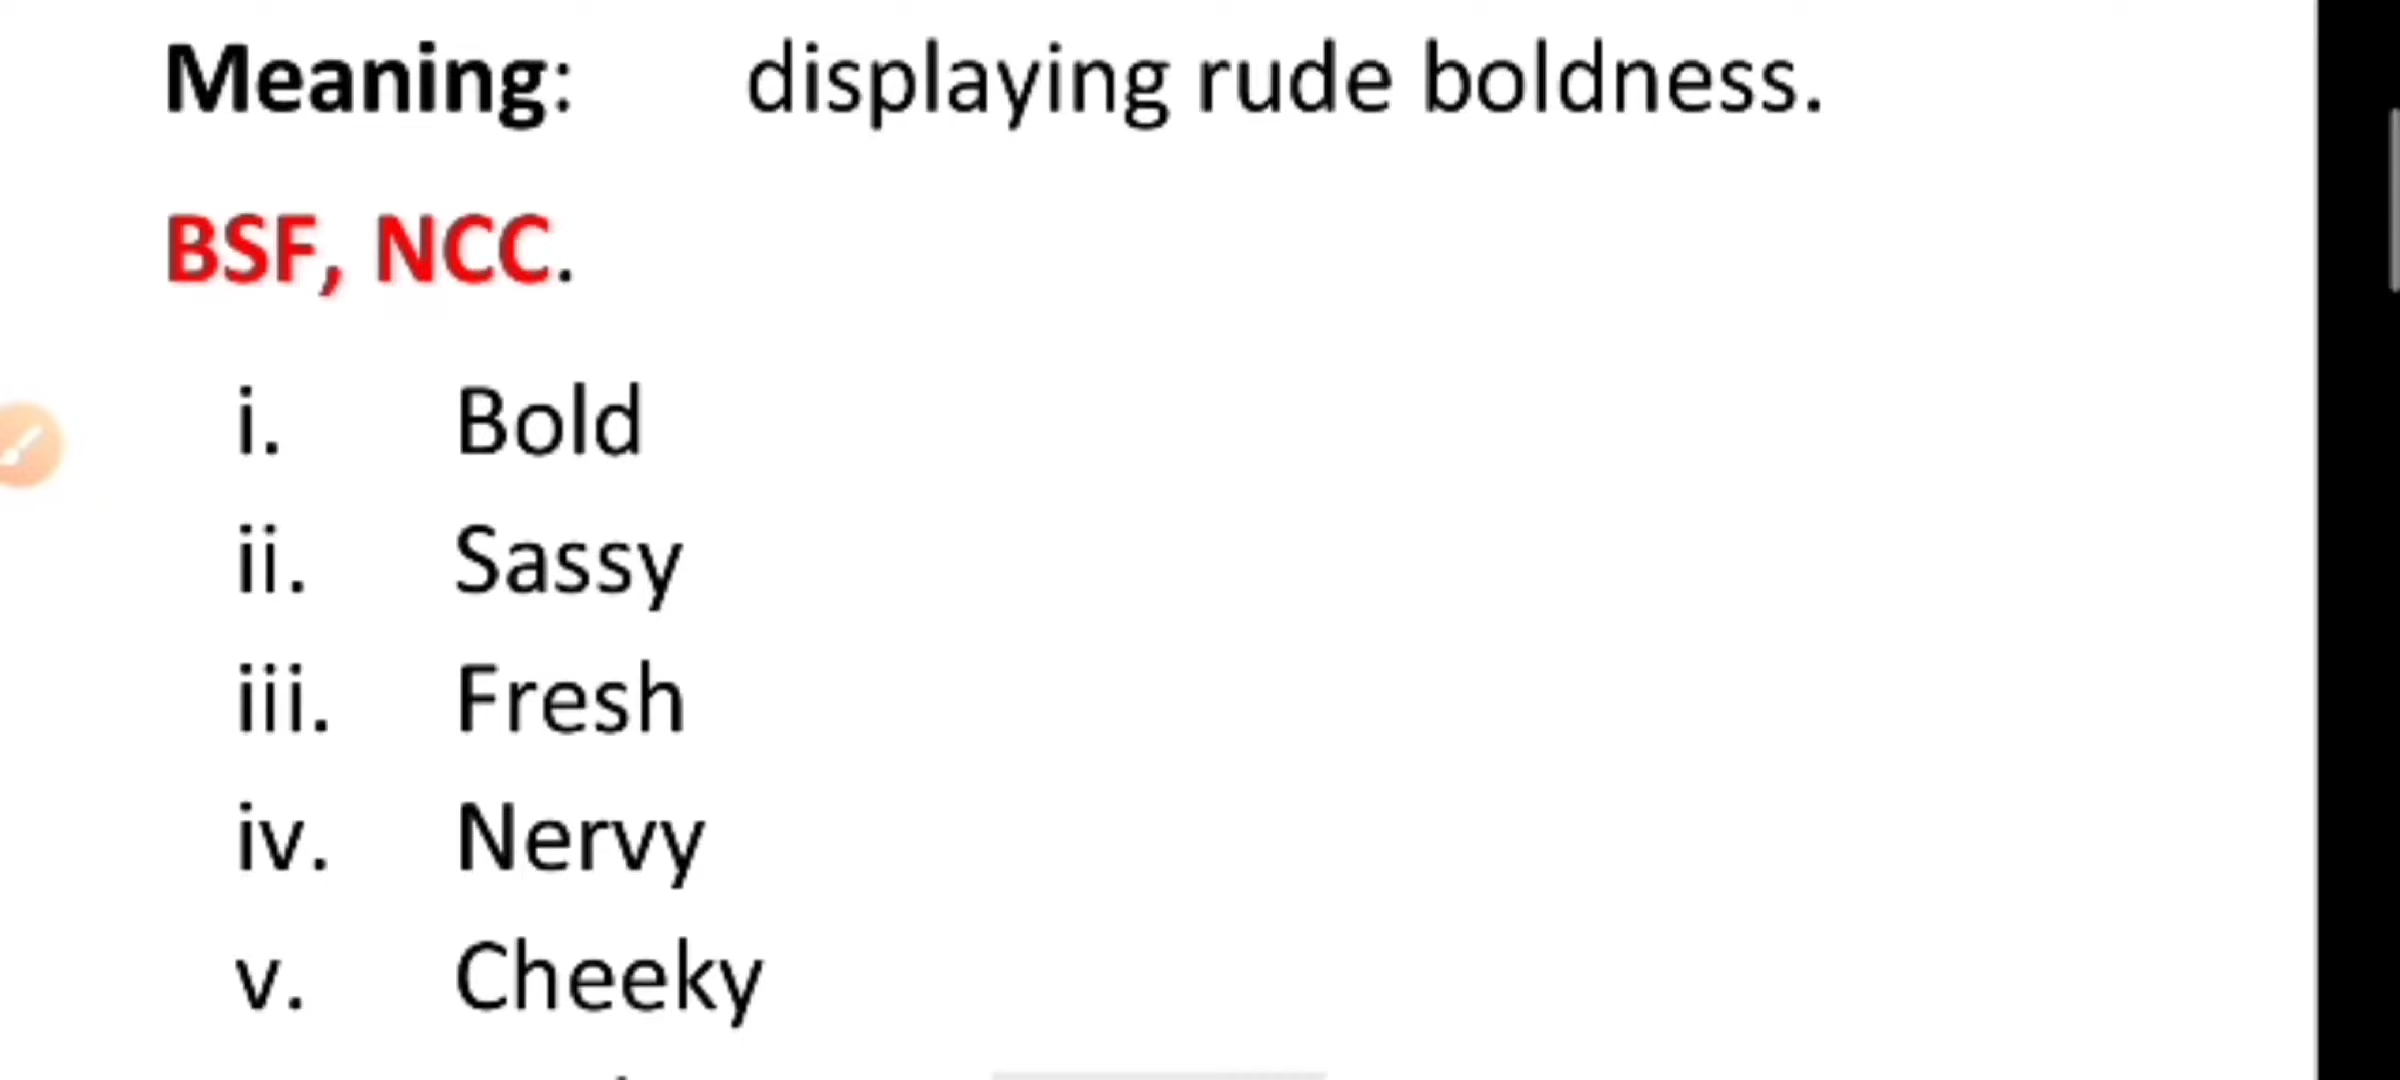 Meaning: displaying rude boldness.
BSF, NCC.
i. Bold
ii. Sassy
iii. Fresh
iv. Nervy
v. Cheeky